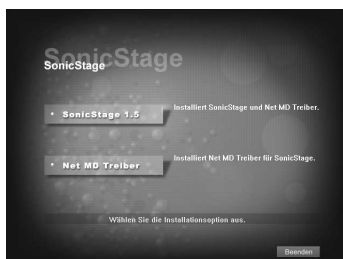 SonicStage
SonicStage
SonicStage 1.5
Installiert SonicStage und Net MD Treiber.
Net MD Treiber
Installiert Net MD Treiber für SonicStage.
Wählen Sie die Installationsoption aus.
Beenden